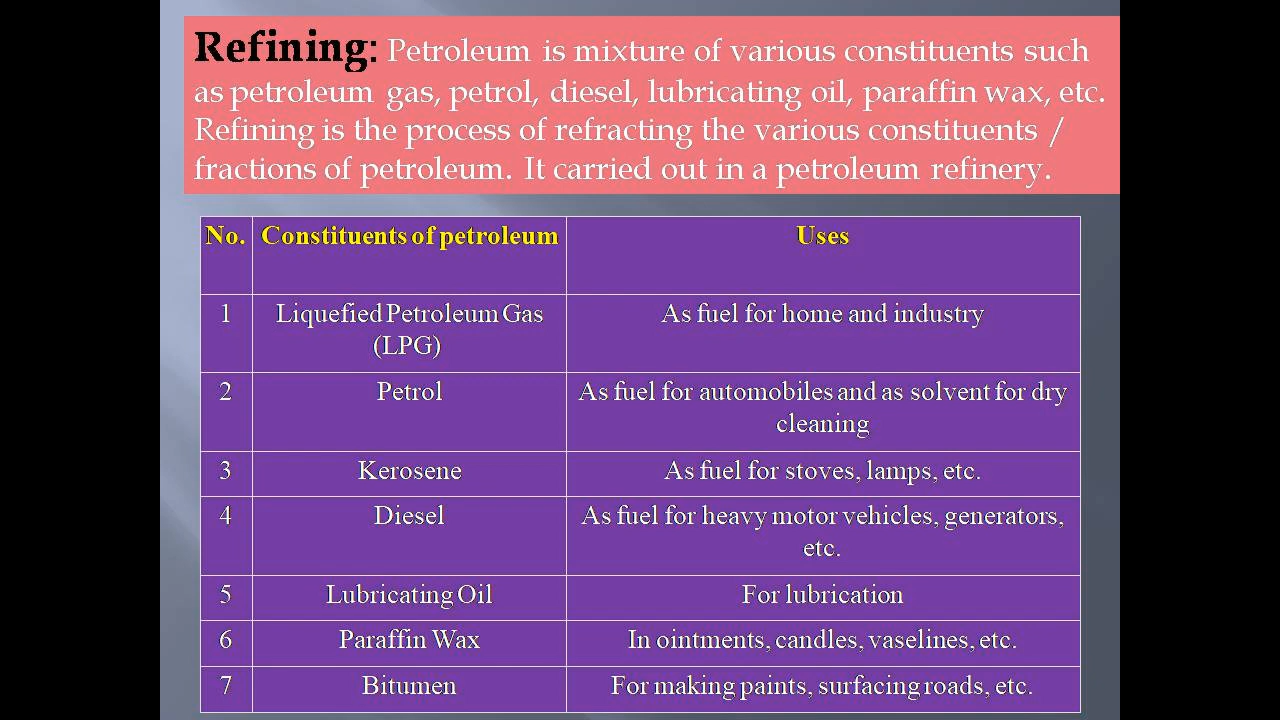 Refining: Petroleum is mixture of various constituents such
as petroleum gas, petrol, diesel, lubricating oil, paraffin wax, etc.
Refining is the process of refracting the various constituents /
fractions of petroleum. It carried out in a petroleum refinery.
No. Constituents of petroleum Uses
1 Liquefied Petroleum Gas As fuel for home and industry
(LPG)
2 Petrol As fuel for automobiles and as solvent for dry
cleaning
3 Kerosene As fuel for stoves, lamps, etc.
4 Diesel As fuel for heavy motor vehicles, generators,
etc.
5 Lubricating Oil For lubrication
6 Paraffin Wax In ointments, candles, vaselines, etc.
7 Bitumen For making paints, surfacing roads, etc.